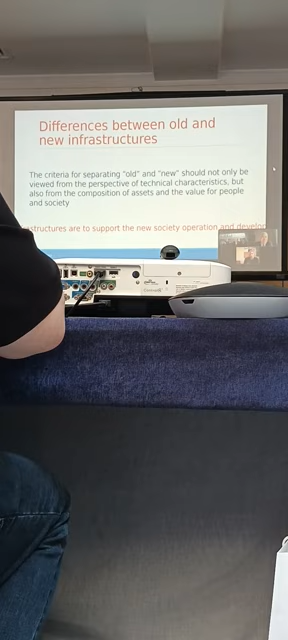 Differences between old and
new infrastructures
The criteria for separating "old" and "new" should not only be
viewed from the perspective of technical characteristics, but
also from the composition of assets and the value for people
and society
structures are to support the new society operation and develop